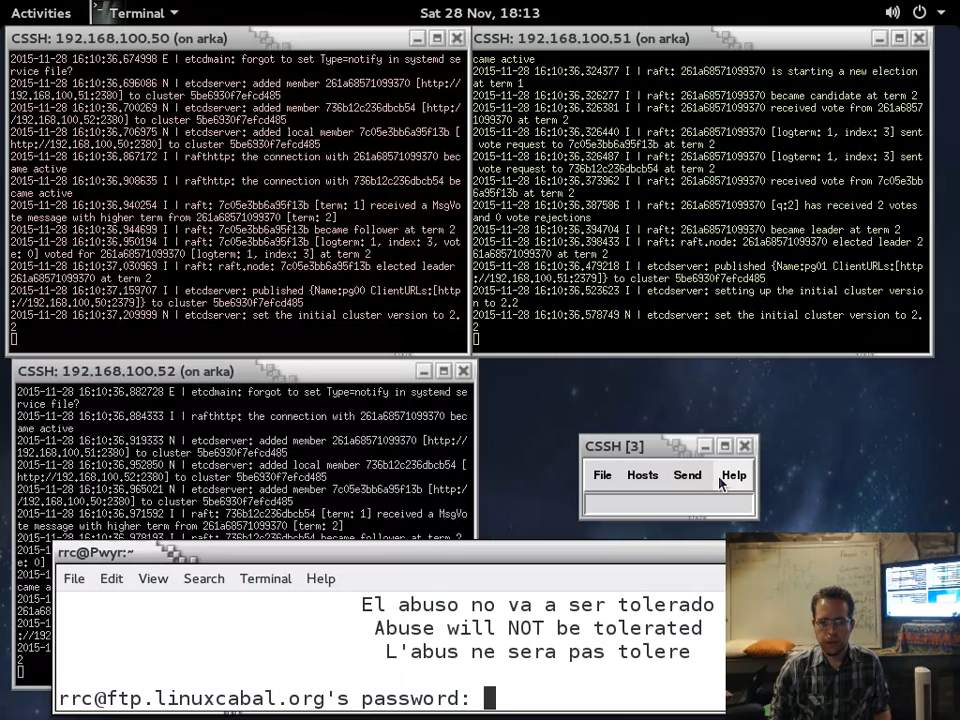 Activities Terminal Sat 28 Nov, 18:13
CSSH: 192.168.100.50 (on arka)
2015-11-28 16:10:36.674998 E | etcdmain: forgot to set Type=notify in systemd se
rvice file?
2015-11-28 16:10:36.696086 N | etcdserver: added member 261a68571099370 [http://
192.168.100.51:2380] to cluster 5be6930f7efcd485
2015-11-28 16:10:36.700269 N | etcdserver: added member 736b12c236dbcb54 [http:/
/192.168.100.52:2380] to cluster 5be6930f7efcd485
2015-11-28 16:10:36.706975 N | etcdserver: added local member 7c05e3bb6a95f13b [
http://192.168.100.50:2380] to cluster 5be6930f7efcd485
2015-11-28 16:10:36.867172 I | rafthttp: the connection with 261a68571099370 bec
ame active
2015-11-28 16:10:36.908635 I | rafthttp: the connection with 736b12c236dbcb54 be
came active
2015-11-28 16:10:36.940254 I | raft: 7c05e3bb6a95f13b [term: 1] received a MsgVo
te message with higher term from 261a68571099370 [term: 2]
2015-11-28 16:10:36.944699 I | raft: 7c05e3bb6a95f13b became follower at term 2
2015-11-28 16:10:36.950194 I | raft: 7c05e3bb6a95f13b [logterm: 1, index: 3, vot
e: 0] voted for 261a68571099370 [logterm: 1, index: 3] at term 2
2015-11-28 16:10:37.030969 I | raft: raft.node: 7c05e3bb6a95f13b elected leader
261a68571099370 at term 2
2015-11-28 16:10:37.159707 I | etcdserver: published {Name:pg00 ClientURLs:[http
://192.168.100.50:2379]} to cluster 5be6930f7efcd485
2015-11-28 16:10:37.209999 N | etcdserver: set the initial cluster version to 2.
2
CSSH: 192.168.100.51 (on arka)
came active
2015-11-28 16:10:36.324377 I | raft: 261a68571099370 is starting a new election
at term 1
2015-11-28 16:10:36.326277 I | raft: 261a68571099370 became candidate at term 2
2015-11-28 16:10:36.326381 I | raft: 261a68571099370 received vote from 261a6857
1099370 at term 2
2015-11-28 16:10:36.326440 I | raft: 261a68571099370 [logterm: 1, index: 3] sent
vote request to 7c05e3bb6a95f13b at term 2
2015-11-28 16:10:36.326487 I | raft: 261a68571099370 [logterm: 1, index: 3] sent
vote request to 736b12c236dbcb54 at term 2
2015-11-28 16:10:36.373962 I | raft: 261a68571099370 received vote from 7c05e3bb
6a95f13b at term 2
2015-11-28 16:10:36.387586 I | raft: 261a68571099370 [q:2] has received 2 votes
and 0 vote rejections
2015-11-28 16:10:36.394704 I | raft: 261a68571099370 became leader at term 2
2015-11-28 16:10:36.398433 I | raft: raft.node: 261a68571099370 elected leader 2
61a68571099370 at term 2
2015-11-28 16:10:36.479218 I | etcdserver: published {Name:pg01 ClientURLs:[http
://192.168.100.51:2379]} to cluster 5be6930f7efcd485
2015-11-28 16:10:36.523623 I | etcdserver: setting up the initial cluster versio
n to 2.2
2015-11-28 16:10:36.578749 N | etcdserver: set the initial cluster version to 2.
2
CSSH: 192.168.100.52 (on arka)
2015-11-28 16:10:36.882728 E | etcdmain: forgot to set Type=notify in systemd se
rvice file?
2015-11-28 16:10:36.884333 I | rafthttp: the connection with 261a68571099370 bec
ame active
2015-11-28 16:10:36.919333 N | etcdserver: added member 261a68571099370 [http://
192.168.100.51:2380] to cluster 5be6930f7efcd485
2015-11-28 16:10:36.952850 N | etcdserver: added local member 736b12c236dbcb54 [
http://192.168.100.52:2380] to cluster 5be6930f7efcd485
2015-11-28 16:10:36.965021 N | etcdserver: added member 7c05e3bb6a95f13b [http:/
/192.168.100.50:2380] to cluster 5be6930f7efcd485
2015-11-28 16:10:36.971592 I | raft: 736b12c236dbcb54 [term: 1] received a MsgVo
te message with higher term from 261a68571099370 [term: 2]
2015-11-28 16:10:36.978193 I | raft: 736b12c236dbcb54 became follower at term 2
2015-1
e: 0]
2015-1
came a
2015-1
261a68
2015-1
://192
2015-1
2
CSSH [3]
File Hosts Send Help
rrc@Pwyr:~
File Edit View Search Terminal Help
El abuso no va a ser tolerado
Abuse will NOT be tolerated
L'abus ne sera pas tolere
rrc@ftp.linuxcabal.org's password: